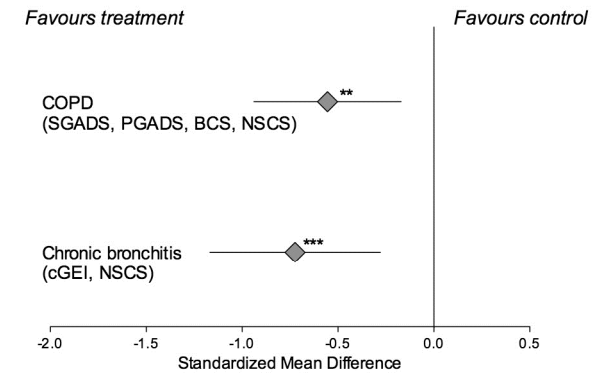 Favours treatment
Favours control
**
COPD
(SGADS, PGADS, BCS, NSCS)
***
Chronic bronchitis
(cGEI, NSCS)
-2.0 -1.5 -1.0 -0.5 0.0 0.5
Standardized Mean Difference